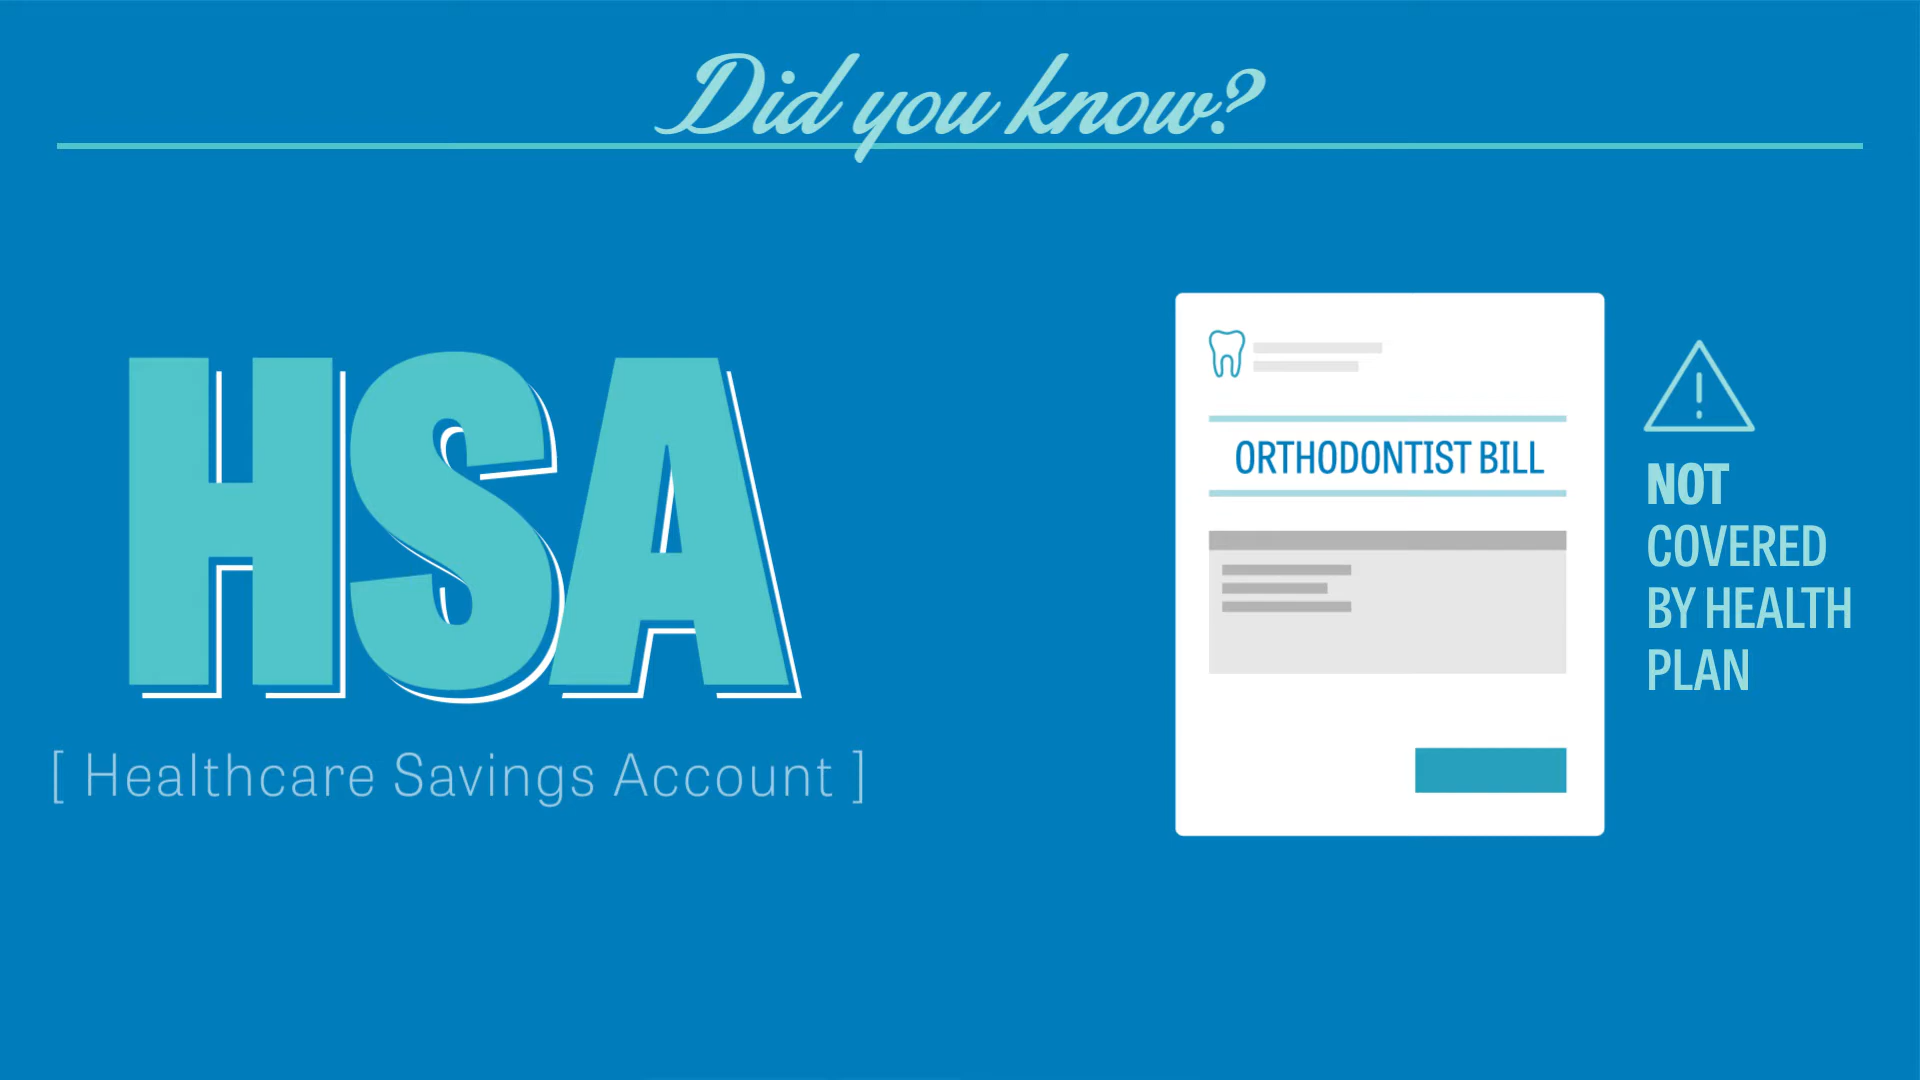 Did you know?
HSA
[ Healthcare Savings Account ]
ORTHODONTIST BILL
NOT
COVERED
BY HEALTH
PLAN